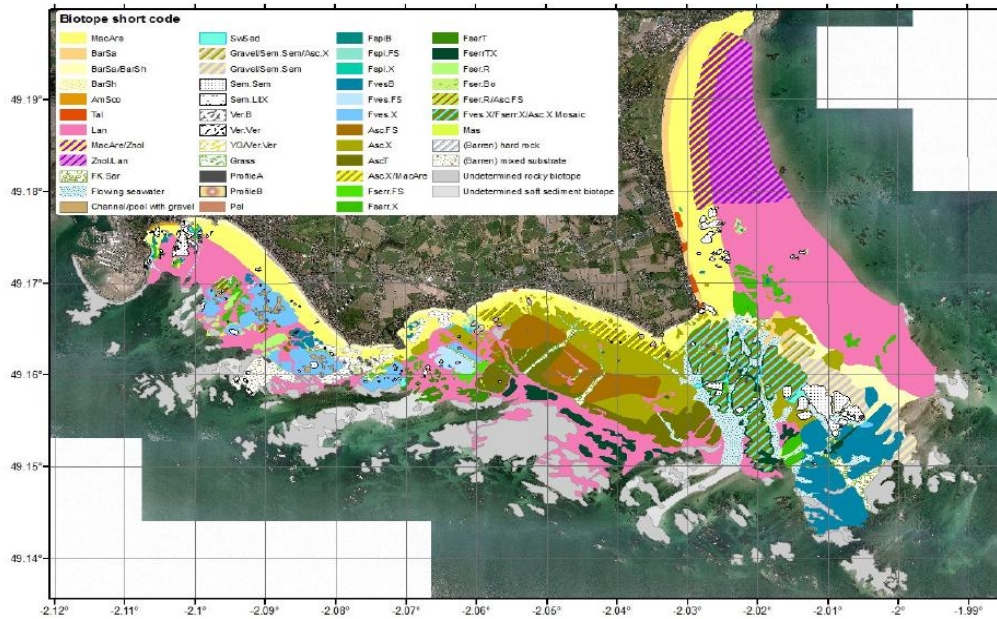 Biotope short code
MacAre
BarSa
BarSa/BarSh
BarSh
AmSco
Tal
Lan
MacAre/Znol
Znol/Lan
FK.Ser
Flowing seawater
Channel/pool with gravel
SwSed
Gravel/Sem.Sem/Asc.X
Gravel/Sem.Sem
Sem.Sem
Sem.LitX
Ver.B
Ver.Ver
YG/Ver.Ver
Grass
ProfileA
ProfileB
Pel
FspiB
Fspi.FS
Fspi.X
FvesB
Fves.FS
Fves.X
Asc.FS
Asc.X
AscT
Asc.X/MacAre
Fserr.FS
Fserr.X
FserT
FserrTX
Fser.R
Fser.Bo
Fser.R/Asc.FS
Fves.X/Fserr.X/Asc.X Mosaic
Mas
(Barren) hard rock
(Barren) mixed substrate
Undetermined rocky biotope
Undetermined soft sediment biotope
49.19°
49.18°
49.17°
49.16°
49.15°
49.14°
-2.12° -2.11° -2.1° -2.09° -2.08° -2.07° -2.06° -2.05° -2.04° -2.03° -2.02° -2.01° -2° -1.99°